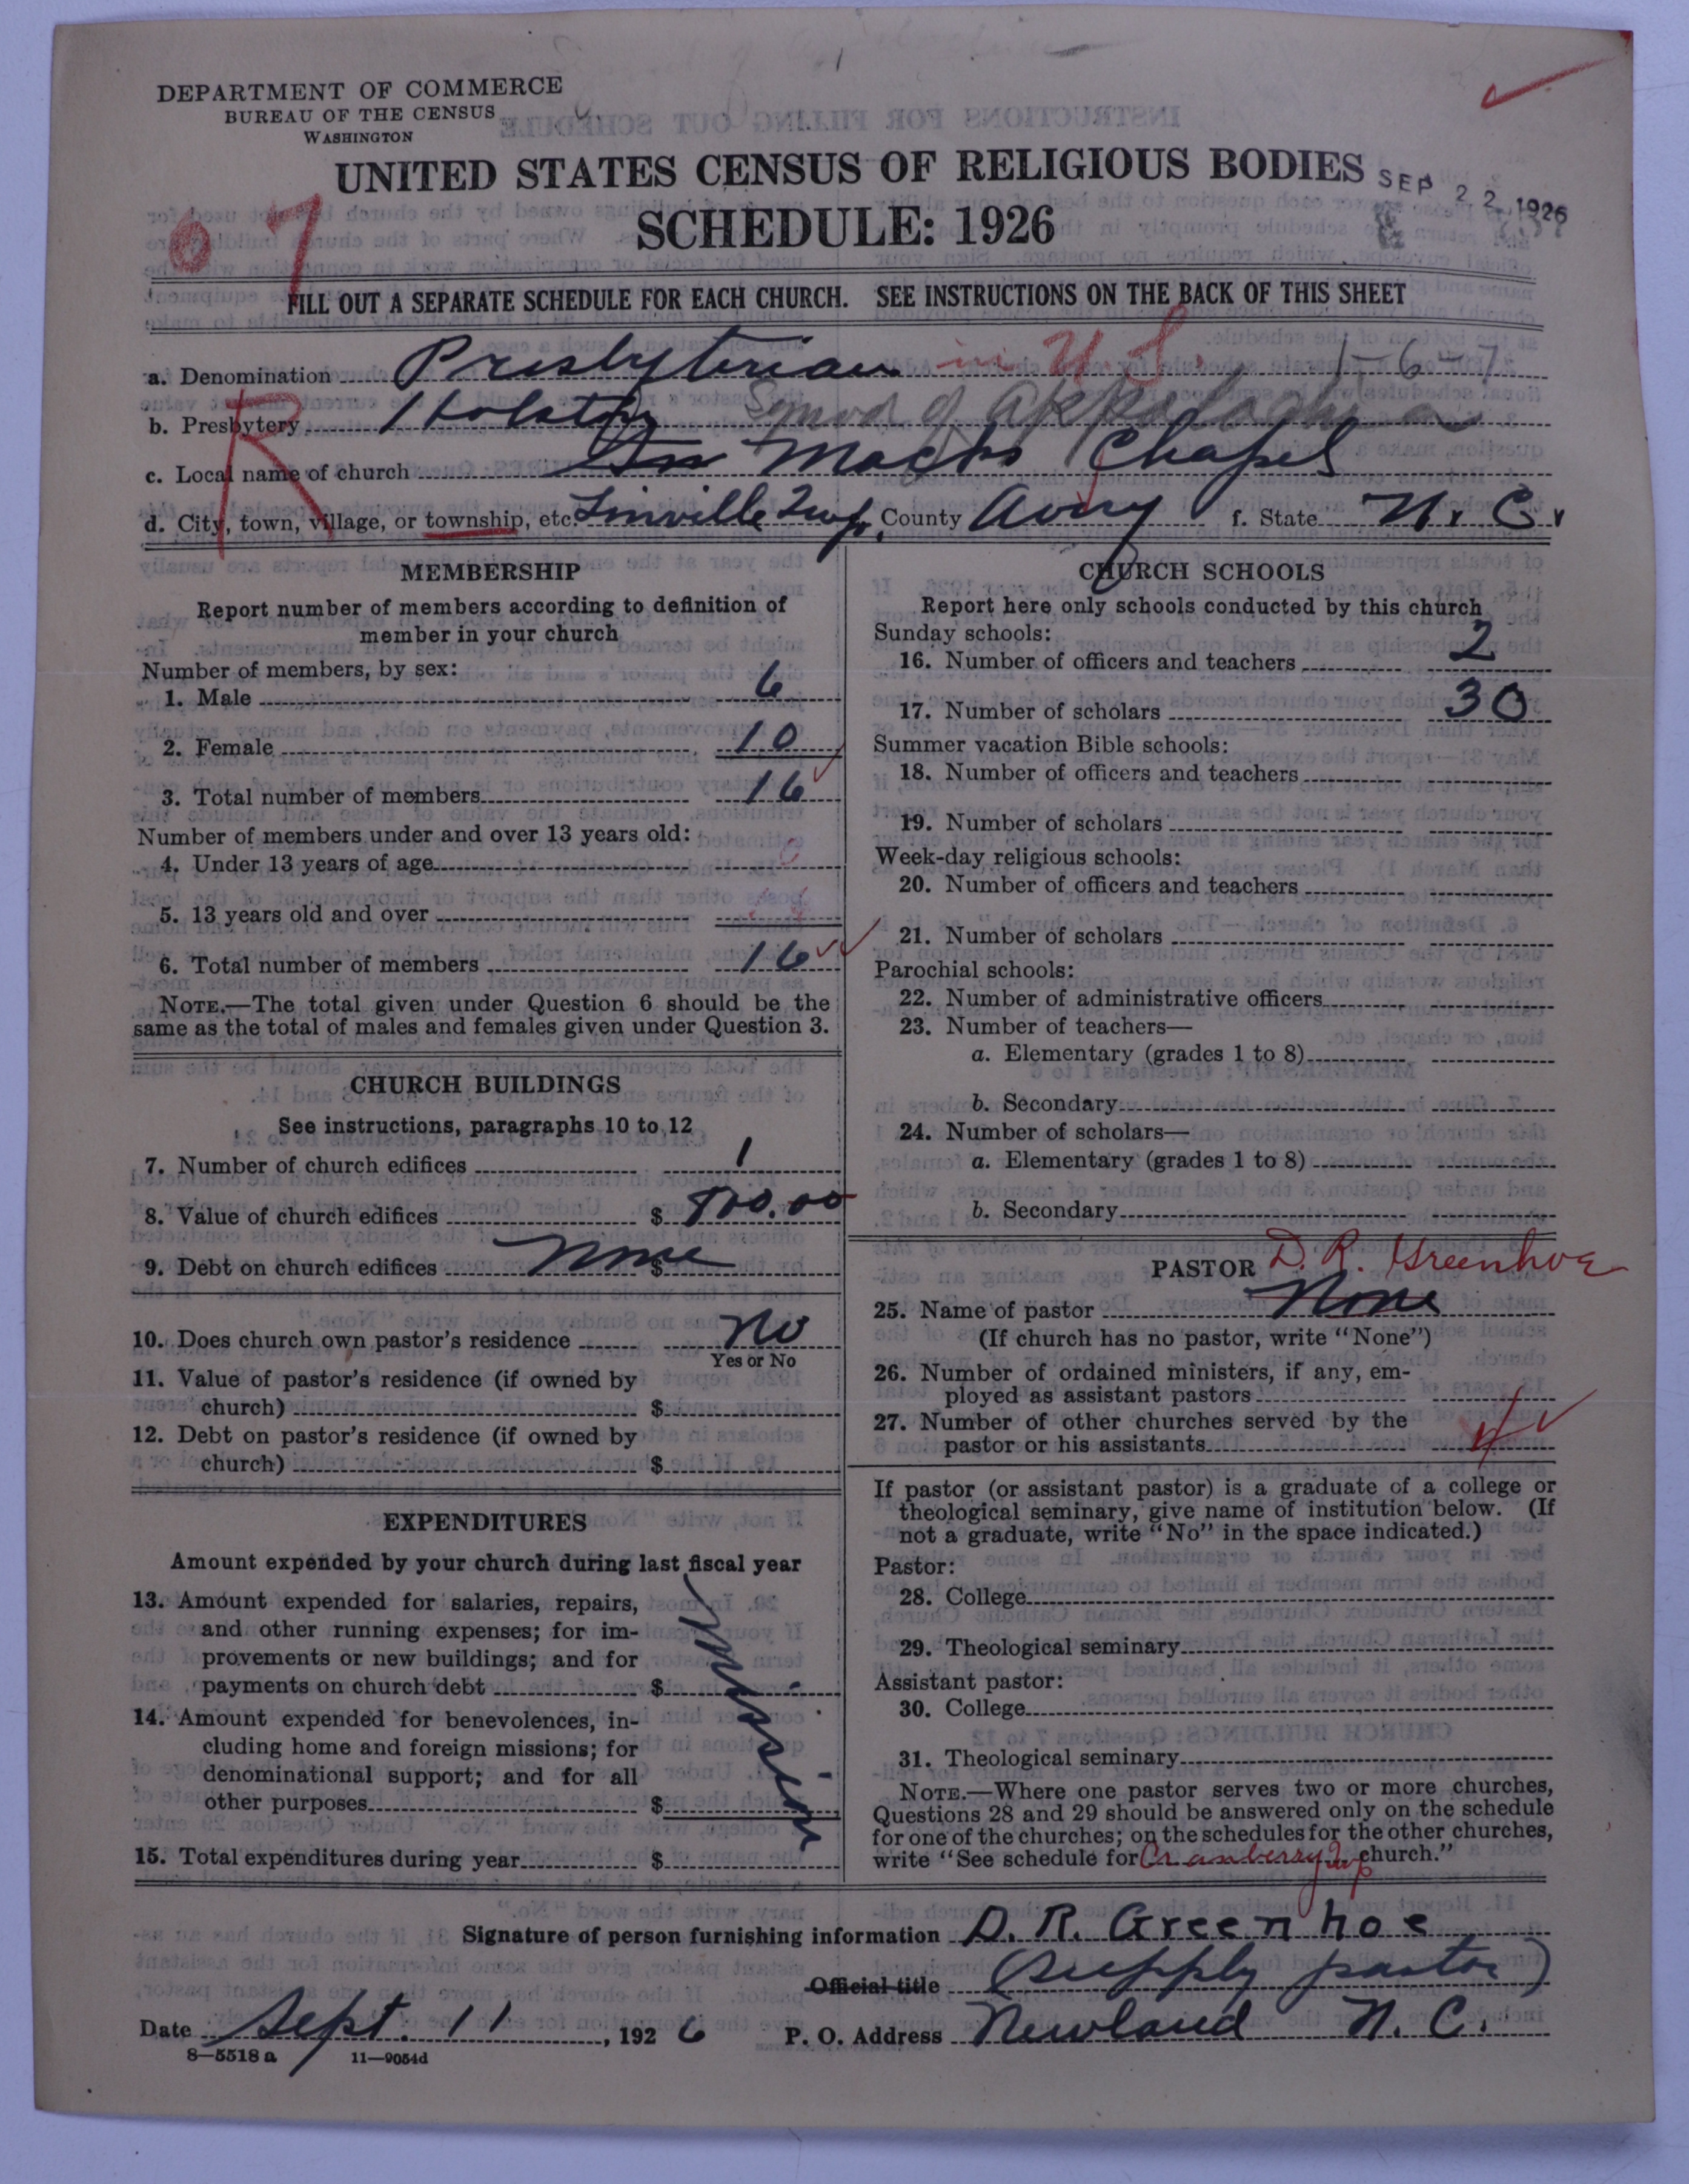 DEPARTMENT OF COMMERCE
BUREAU OF THE CENSUS
WASHINGTON
UNITED STATES CENSUS OF RELIGIOUS BODIES
SEP 22 1926
SCHEDULE: 1926
0 7
FILL OUT A SEPARATE SCHEDULE FOR EACH CHURCH. SEE INSTRUCTIONS ON THE BACK OF THIS SHEET
a. Denomination Presbyterian in U. S. 1-6-7
b. Presbytery Holston Synod of Appalachia
R
c. Local name of church Chapel
d. City, town, village, or township, etc. Linville Twp. County Avery f. State N. C.
MEMBERSHIP
Report number of members according to definition of
member in your church
Number of members, by sex:
1. Male 6
2. Female 10
3. Total number of members 16
Number of members under and over 13 years old:
4. Under 13 years of age 0
5. 13 years old and over
6. Total number of members 16
NOTE.—The total given under Question 6 should be the
same as the total of males and females given under Question 3.
CHURCH BUILDINGS
See instructions, paragraphs 10 to 12
7. Number of church edifices 1
8. Value of church edifices $
9. Debt on church edifices $ None
10. Does church own pastor's residence No
Yes or No
11. Value of pastor's residence (if owned by
church) $
12. Debt on pastor's residence (if owned by
church) $
EXPENDITURES
Amount expended by your church during last fiscal year
13. Amount expended for salaries, repairs,
and other running expenses; for im-
provements or new buildings; and for
payments on church debt $
14. Amount expended for benevolences, in-
cluding home and foreign missions; for
denominational support; and for all
other purposes $
Mission
15. Total expenditures during year $
CHURCH SCHOOLS
Report here only schools conducted by this church
Sunday schools:
16. Number of officers and teachers 2
17. Number of scholars 30
Summer vacation Bible schools:
18. Number of officers and teachers
19. Number of scholars
Week-day religious schools:
20. Number of officers and teachers
21. Number of scholars
Parochial schools:
22. Number of administrative officers
23. Number of teachers—
a. Elementary (grades 1 to 8)
b. Secondary
24. Number of scholars—
a. Elementary (grades 1 to 8)
b. Secondary
PASTOR D. R. Greenhoe
25. Name of pastor None
(If church has no pastor, write "None")
26. Number of ordained ministers, if any, em-
ployed as assistant pastors
27. Number of other churches served by the
pastor or his assistants 4
If pastor (or assistant pastor) is a graduate of a college or
theological seminary, give name of institution below. (If
not a graduate, write "No" in the space indicated.)
Pastor:
28. College
29. Theological seminary
Assistant pastor:
30. College
31. Theological seminary
NOTE.—Where one pastor serves two or more churches,
Questions 28 and 29 should be answered only on the schedule
for one of the churches; on the schedules for the other churches,
write "See schedule for Cranberry Twp church."
Signature of person furnishing information D. R. Greenhoe
Official title (supply pastor)
Date Sept. 11, 1926 P. O. Address Newland N. C.
8—5518 a 11—9054d